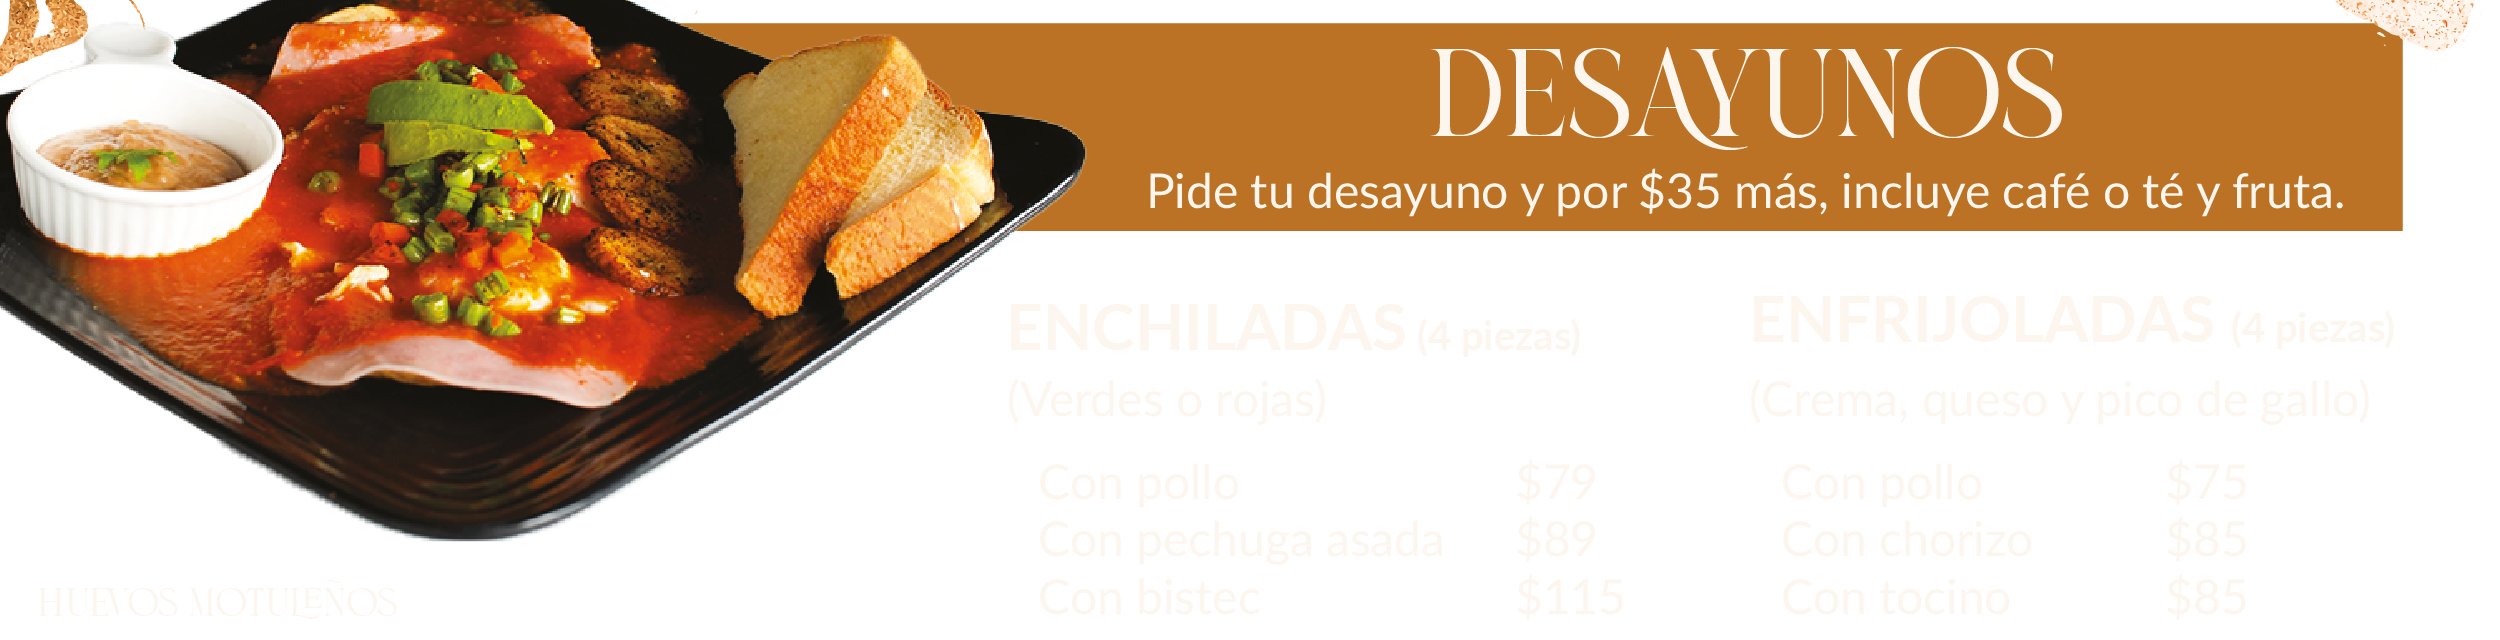 DESAYUNOS
Pide tu desayuno y por $35 más, incluye café o té y fruta.
ENCHILADAS (4 piezas)
(Verdes o rojas)
Con pollo $79
Con pechuga asada $89
Con bistec $115
ENFRIJOLADAS (4 piezas)
(Crema, queso y pico de gallo)
Con pollo $75
Con chorizo $85
Con tocino $85
HUEVOS MOTULEÑOS